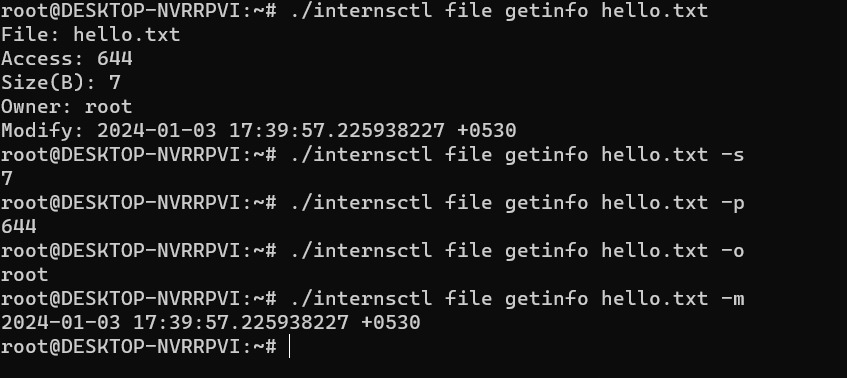 root@DESKTOP-NVRRPVI:~# ./internsctl file getinfo hello.txt
File: hello.txt
Access: 644
Size(B): 7
Owner: root
Modify: 2024-01-03 17:39:57.225938227 +0530
root@DESKTOP-NVRRPVI:~# ./internsctl file getinfo hello.txt -s
7
root@DESKTOP-NVRRPVI:~# ./internsctl file getinfo hello.txt -p
644
root@DESKTOP-NVRRPVI:~# ./internsctl file getinfo hello.txt -o
root
root@DESKTOP-NVRRPVI:~# ./internsctl file getinfo hello.txt -m
2024-01-03 17:39:57.225938227 +0530
root@DESKTOP-NVRRPVI:~#